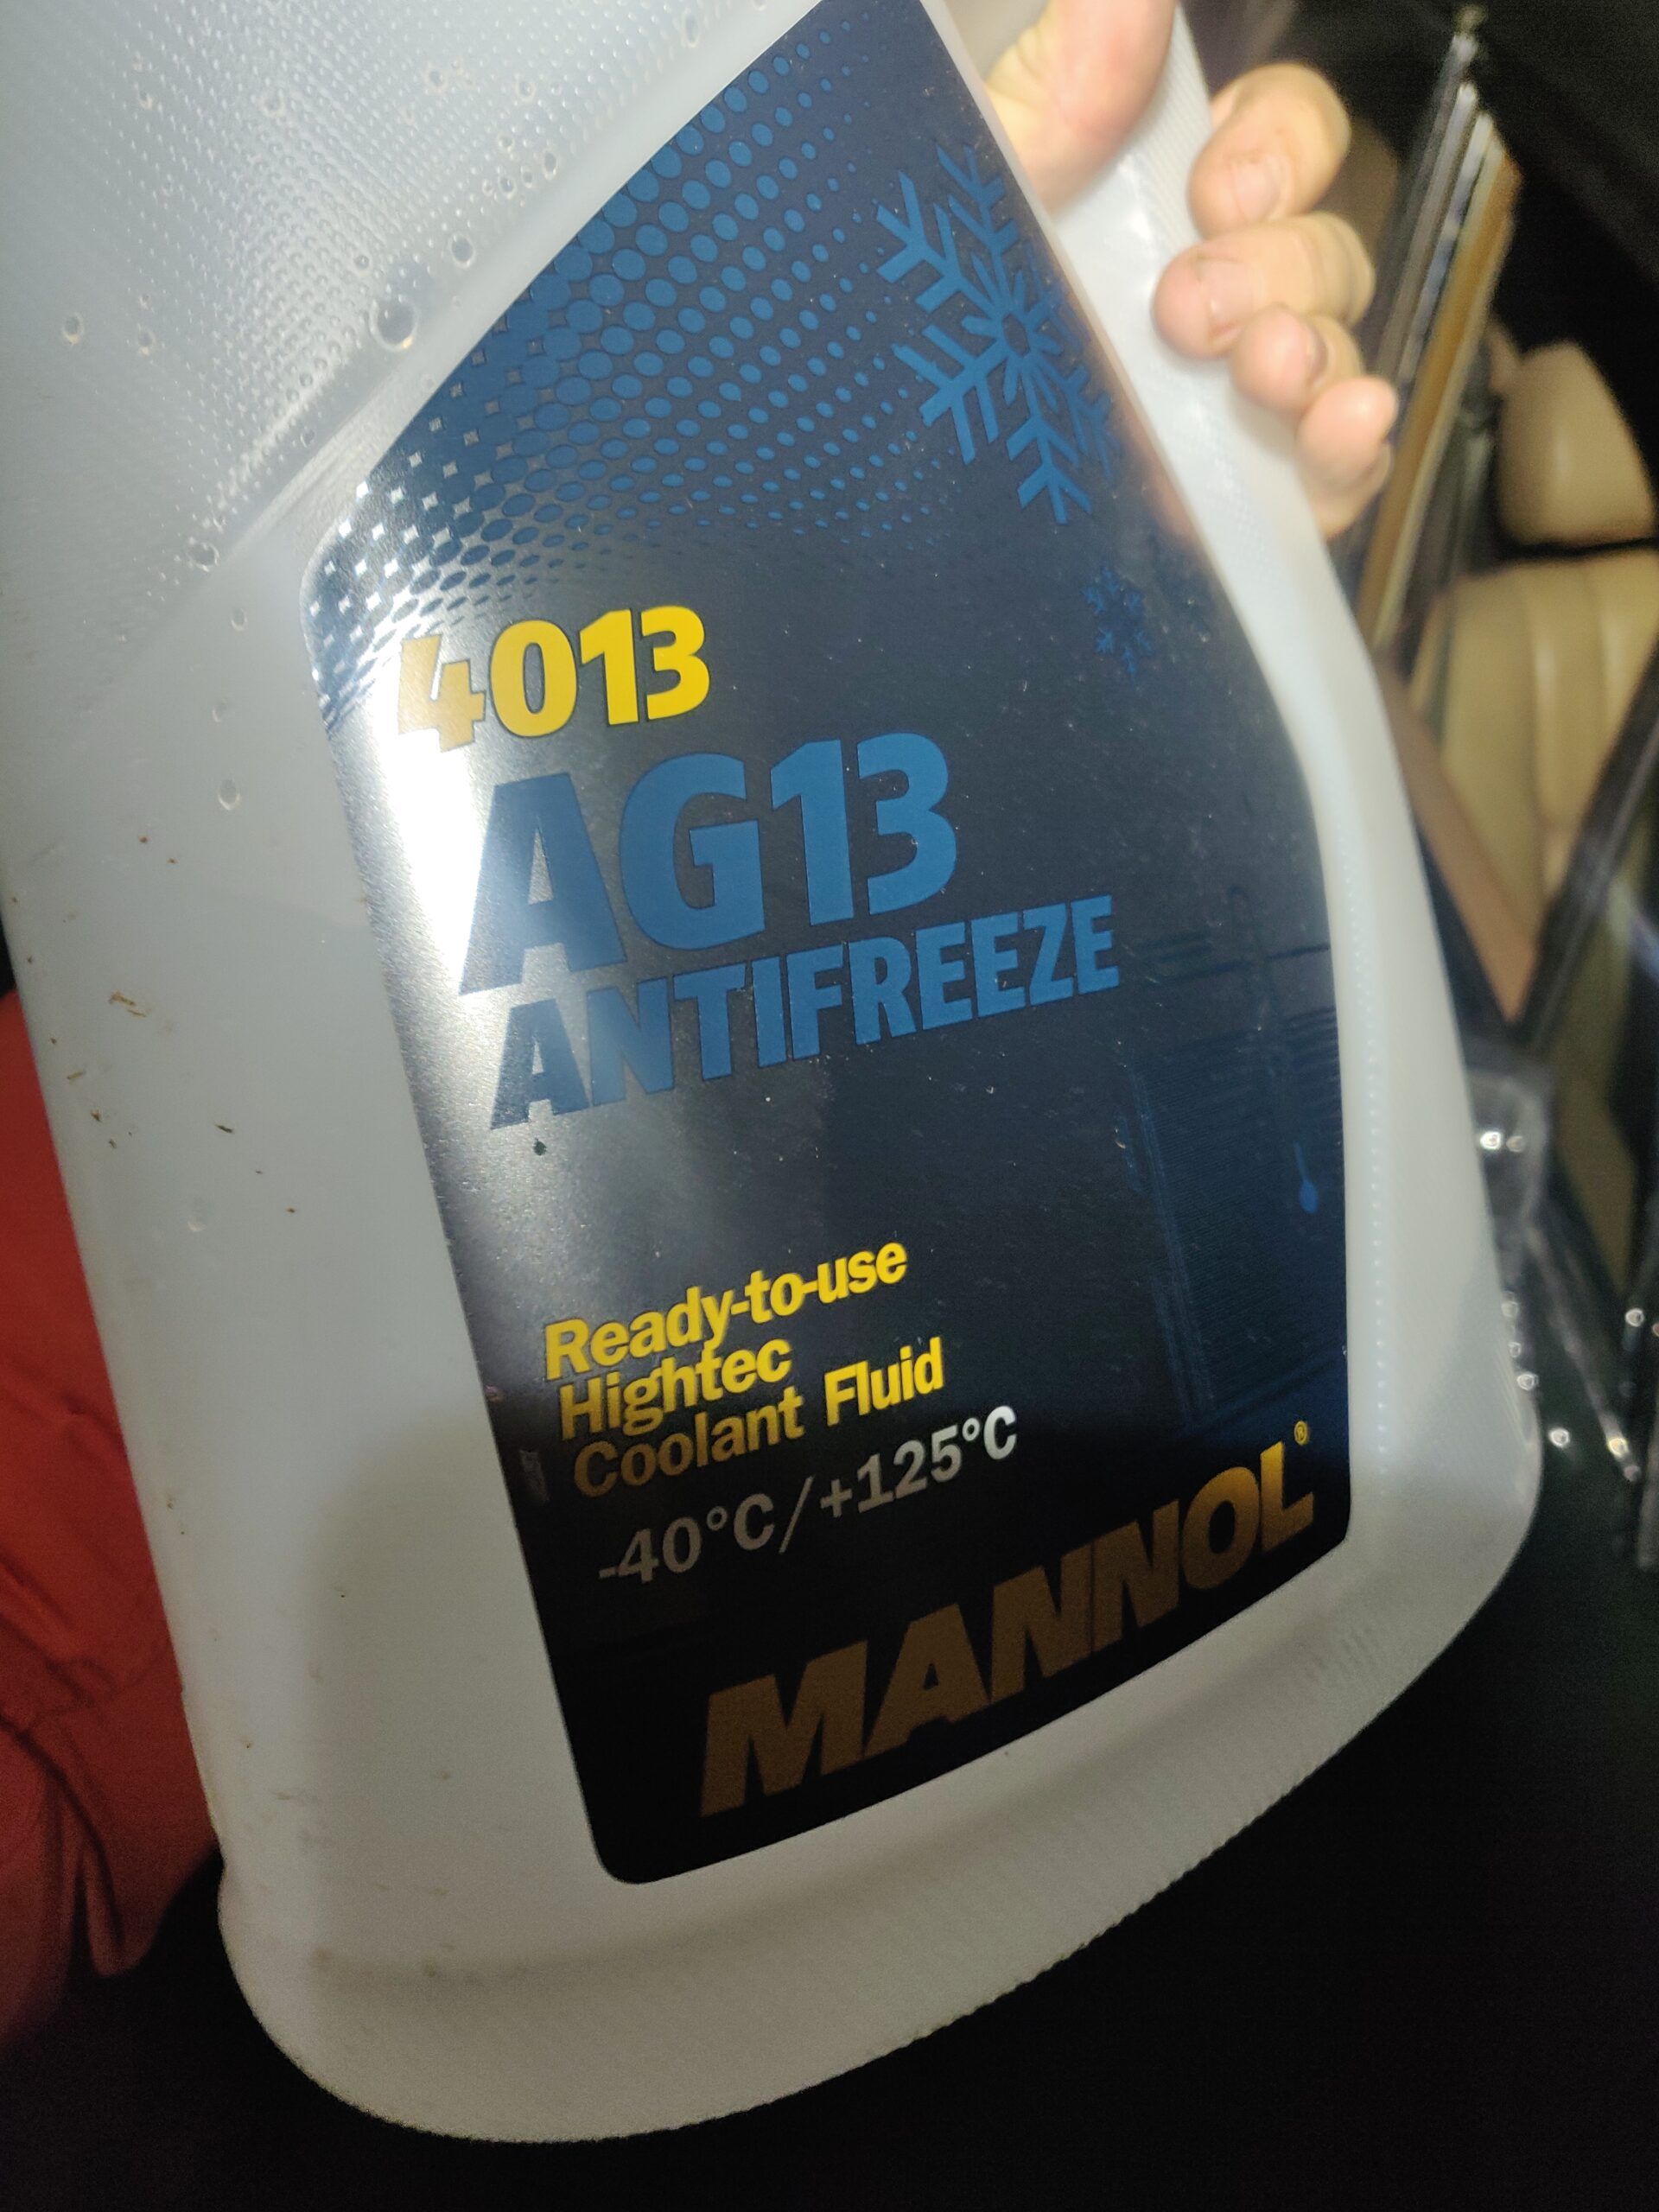 4013
AG13
ANTIFREEZE
Ready-to-use
Hightec
Coolant Fluid
-40°C/+125°C
MANNOL®